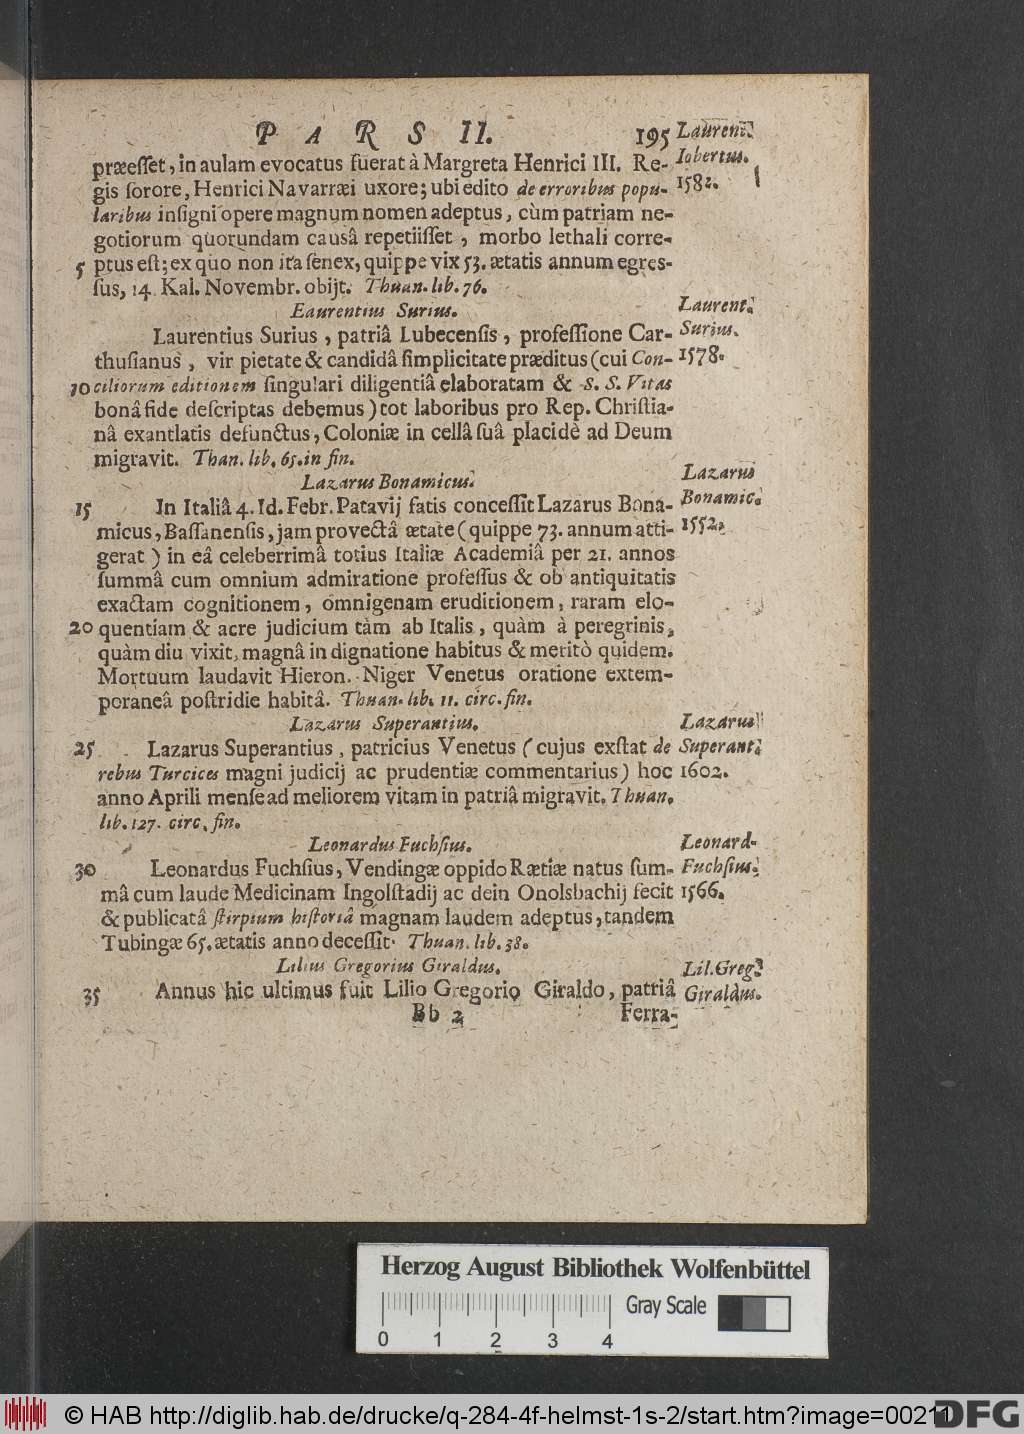 PARS II. 195
Laurent.
Iobertus.
1582.
præesset, in aulam evocatus fuerat à Margreta Henrici III. Re-
gis sorore, Henrici Navarræi uxore; ubi edito de erroribus popu-
laribus insigni opere magnum nomen adeptus, cùm patriam ne-
gotiorum quorundam causâ repetiisset, morbo lethali corre-
5 ptus est; ex quo non ita senex, quippe vix 53. ætatis annum egres-
sus, 14. Kal. Novembr. obijt. Thuan. lib. 76.
Eaurentius Surius.
Laurent.
Surius.
1578.
Laurentius Surius, patriâ Lubecensis, professione Car-
thusianus, vir pietate & candidâ simplicitate præditus (cui Con-
10 ciliorum editionem singulari diligentiâ elaboratam & S. S. Vitas
bonâ fide descriptas debemus) tot laboribus pro Rep. Christia-
nâ exantlatis defunctus, Coloniæ in cellâ suâ placidè ad Deum
migravit. Than. lib. 65. in fin.
Lazarus Bonamicus.
Lazarus
Bonamic.
1552.
15 In Italiâ 4. Id. Febr. Patavij fatis concessit Lazarus Bona-
micus, Bassanensis, jam provectâ ætate (quippe 73. annum atti-
gerat) in eâ celeberrimâ totius Italiæ Academiâ per 21. annos
summâ cum omnium admiratione professus & ob antiquitatis
exactam cognitionem, omnigenam eruditionem, raram elo-
20 quentiam & acre judicium tàm ab Italis, quàm à peregrinis,
quàm diu vixit, magnâ in dignatione habitus & meritò quidem.
Mortuum laudavit Hieron. Niger Venetus oratione extem-
poraneâ postridie habitâ. Thuan. lib. 11. circ. fin.
Lazarus Superantius.
Lazarus
Superant.
1602.
25 Lazarus Superantius, patricius Venetus (cujus exstat de
rebus Turcices magni judicij ac prudentiæ commentarius) hoc
anno Aprili mense ad meliorem vitam in patriâ migravit. Thuan.
lib. 127. circ. fin.
Leonardus Fuchsius.
Leonard-
Fuchsius.
1566.
30 Leonardus Fuchsius, Vendingæ oppido Rætiæ natus sum-
mâ cum laude Medicinam Ingolstadij ac dein Onolsbachij fecit
& publicatâ stirpium historiâ magnam laudem adeptus, tandem
Tubingæ 65. ætatis anno decessit. Thuan. lib. 38.
Lilius Gregorius Giraldus.
Lil. Greg.
Giraldus.
35 Annus hic ultimus fuit Lilio Gregorio Giraldo, patriâ
Bb 2 Ferra-
Herzog August Bibliothek Wolfenbüttel
Gray Scale
0 1 2 3 4
© HAB http://diglib.hab.de/drucke/q-284-4f-helmst-1s-2/start.htm?image=00211
DFG